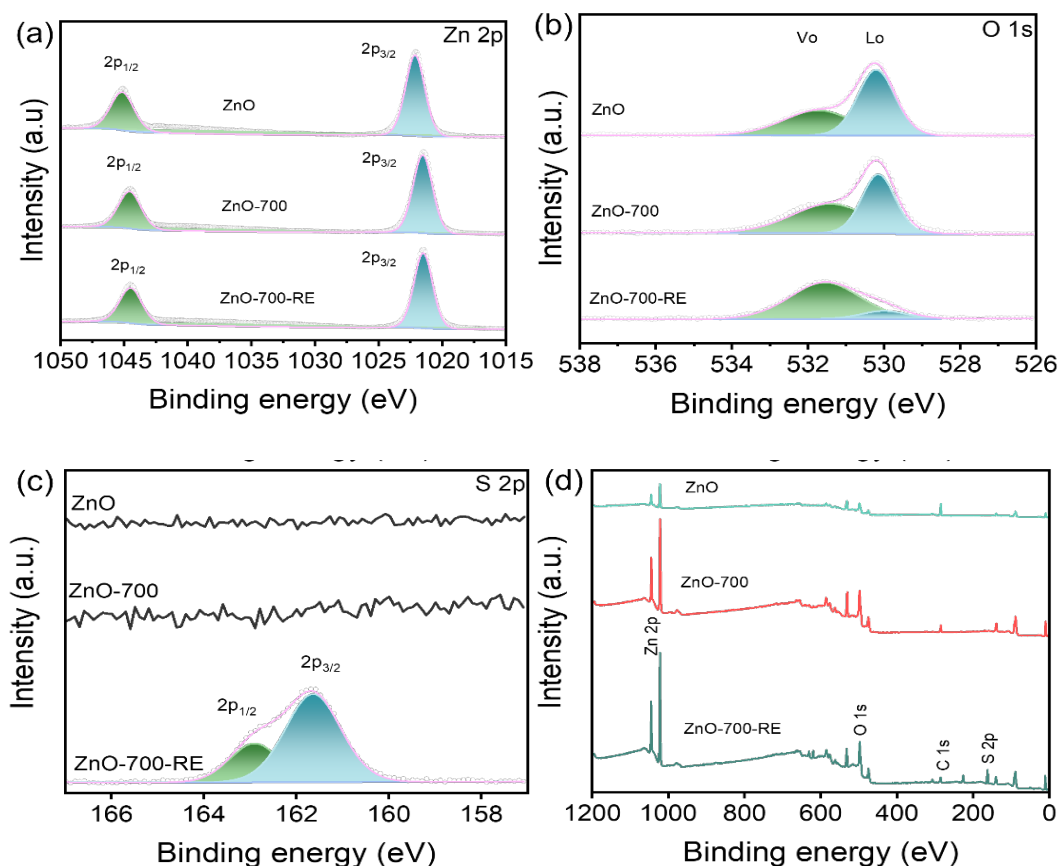 (a)
Zn 2p
2p1/2
2p3/2
ZnO
2p1/2
2p3/2
ZnO-700
2p1/2
2p3/2
ZnO-700-RE
Intensity (a.u.)
1050 1045 1040 1035 1030 1025 1020 1015
Binding energy (eV)
(b)
O 1s
Vo Lo
ZnO
ZnO-700
ZnO-700-RE
Intensity (a.u.)
538 536 534 532 530 528 526
Binding energy (eV)
(c)
S 2p
ZnO
ZnO-700
2p3/2
2p1/2
ZnO-700-RE
Intensity (a.u.)
166 164 162 160 158
Binding energy (eV)
(d)
ZnO
ZnO-700
Zn 2p
ZnO-700-RE
O 1s
C 1s
S 2p
Intensity (a.u.)
1200 1000 800 600 400 200 0
Binding energy (eV)